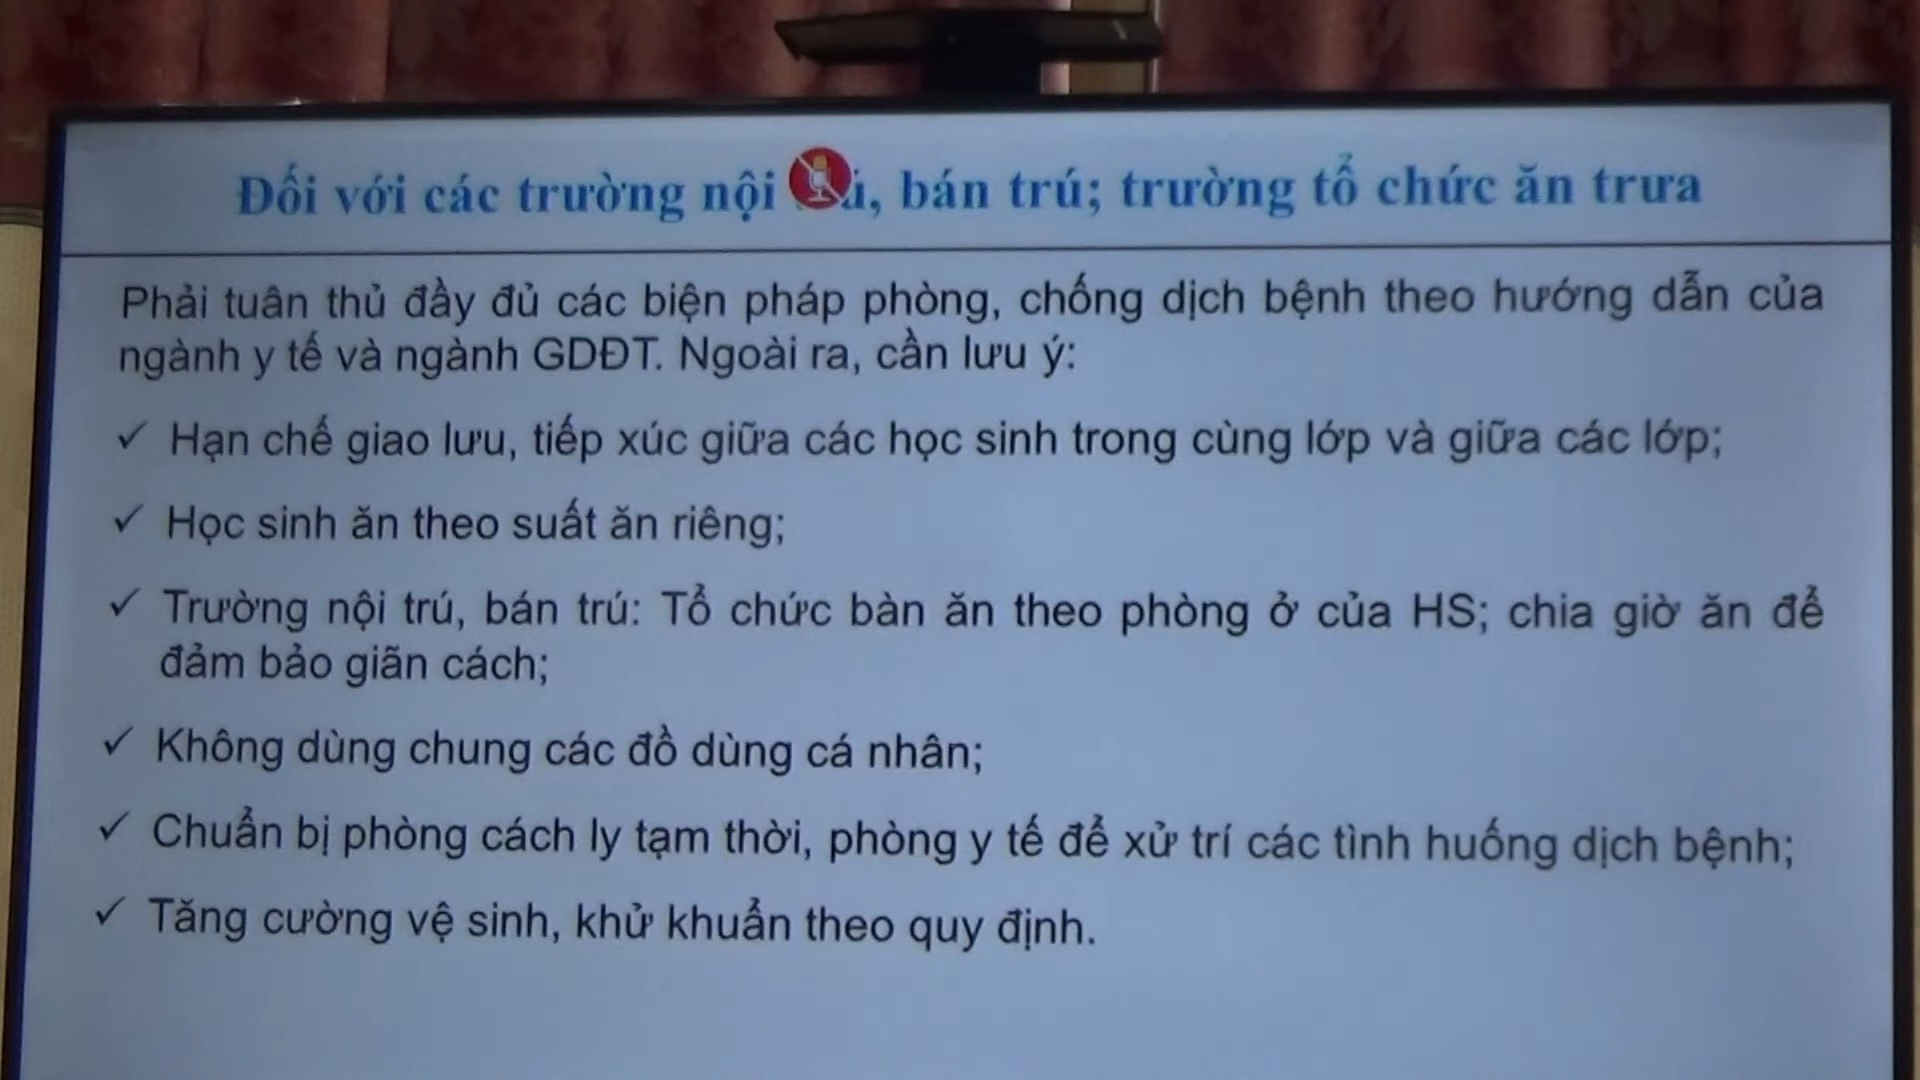 Đối với các trường nội ú, bán trú; trường tổ chức ăn trưa
Phải tuân thủ đầy đủ các biện pháp phòng, chống dịch bệnh theo hướng dẫn của
ngành y tế và ngành GDĐT. Ngoài ra, cần lưu ý:
✓ Hạn chế giao lưu, tiếp xúc giữa các học sinh trong cùng lớp và giữa các lớp;
✓ Học sinh ăn theo suất ăn riêng;
✓ Trường nội trú, bán trú: Tổ chức bàn ăn theo phòng ở của HS; chia giờ ăn để
đảm bảo giãn cách;
✓ Không dùng chung các đồ dùng cá nhân;
✓ Chuẩn bị phòng cách ly tạm thời, phòng y tế để xử trí các tình huống dịch bệnh;
✓ Tăng cường vệ sinh, khử khuẩn theo quy định.